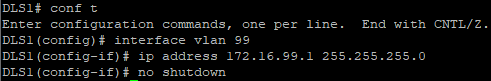 DLS1# conf t
Enter configuration commands, one per line.  End with CNTL/Z.
DLS1(config)# interface vlan 99
DLS1(config-if)# ip address 172.16.99.1 255.255.255.0
DLS1(config-if)# no shutdown